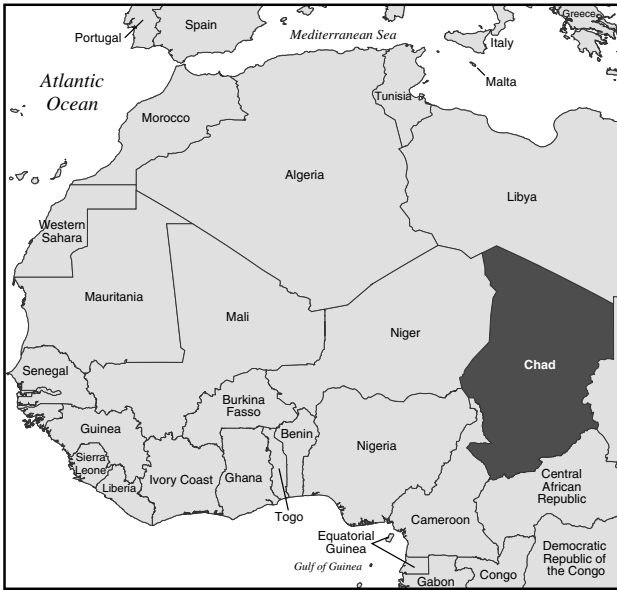 Spain
Greece
Portugal
Mediterranean Sea
Italy
Atlantic
Ocean
Malta
Tunisia
Morocco
Algeria
Libya
Western
Sahara
Mauritania
Mali
Niger
Chad
Senegal
Burkina
Fasso
Guinea
Benin
Nigeria
Sierra
Leone
Ivory Coast
Ghana
Liberia
Central
African
Republic
Togo
Cameroon
Equatorial
Guinea
Democratic
Republic of
the Congo
Gulf of Guinea
Gabon
Congo